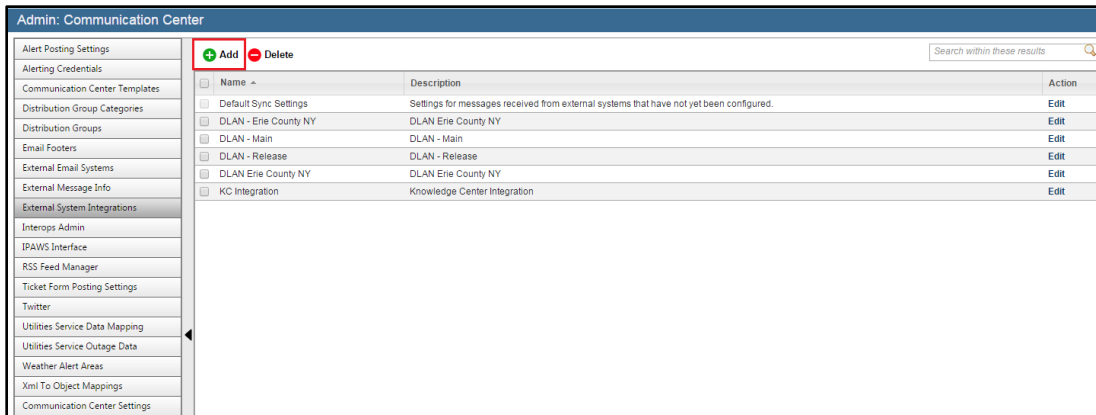 Admin: Communication Center
Alert Posting Settings
Alerting Credentials
Communication Center Templates
Distribution Group Categories
Distribution Groups
Email Footers
External Email Systems
External Message Info
External System Integrations
Interops Admin
IPAWS Interface
RSS Feed Manager
Ticket Form Posting Settings
Twitter
Utilities Service Data Mapping
Utilities Service Outage Data
Weather Alert Areas
Xml To Object Mappings
Communication Center Settings
Add Delete Search within these results
Name Description Action
Default Sync Settings Settings for messages received from external systems that have not yet been configured. Edit
DLAN - Erie County NY DLAN Erie County NY Edit
DLAN - Main DLAN - Main Edit
DLAN - Release DLAN - Release Edit
DLAN Erie County NY DLAN Erie County NY Edit
KC Integration Knowledge Center Integration Edit